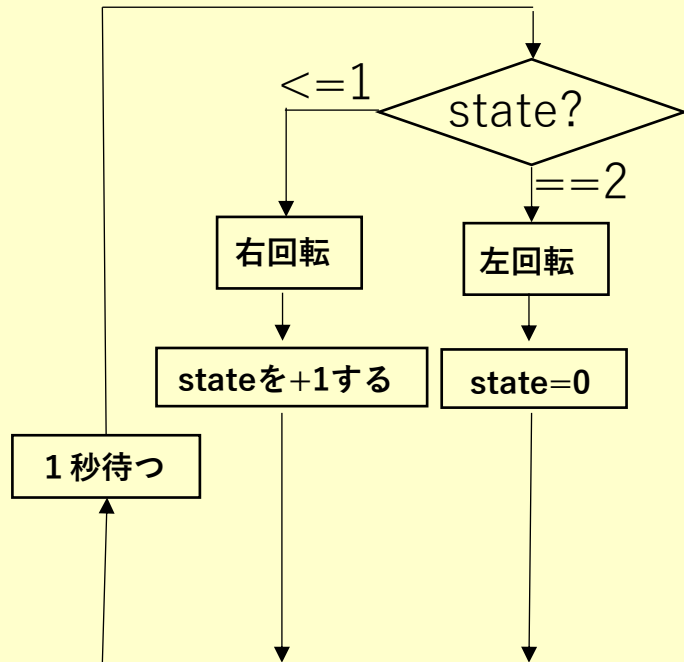 <=1
state?
==2
右回転
左回転
stateを+1する
state=0
1秒待つ